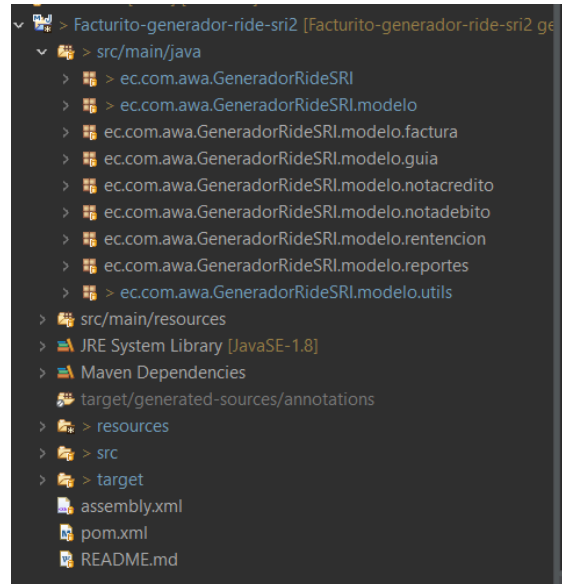 > Facturito-generador-ride-sri2 [Facturito-generador-ride-sri2 ge
> src/main/java
> ec.com.awa.GeneradorRideSRI
> ec.com.awa.GeneradorRideSRI.modelo
ec.com.awa.GeneradorRideSRI.modelo.factura
ec.com.awa.GeneradorRideSRI.modelo.guia
ec.com.awa.GeneradorRideSRI.modelo.notacredito
ec.com.awa.GeneradorRideSRI.modelo.notadebito
ec.com.awa.GeneradorRideSRI.modelo.rentencion
ec.com.awa.GeneradorRideSRI.modelo.reportes
> ec.com.awa.GeneradorRideSRI.modelo.utils
src/main/resources
JRE System Library [JavaSE-1.8]
Maven Dependencies
target/generated-sources/annotations
> resources
> src
> target
assembly.xml
pom.xml
README.md